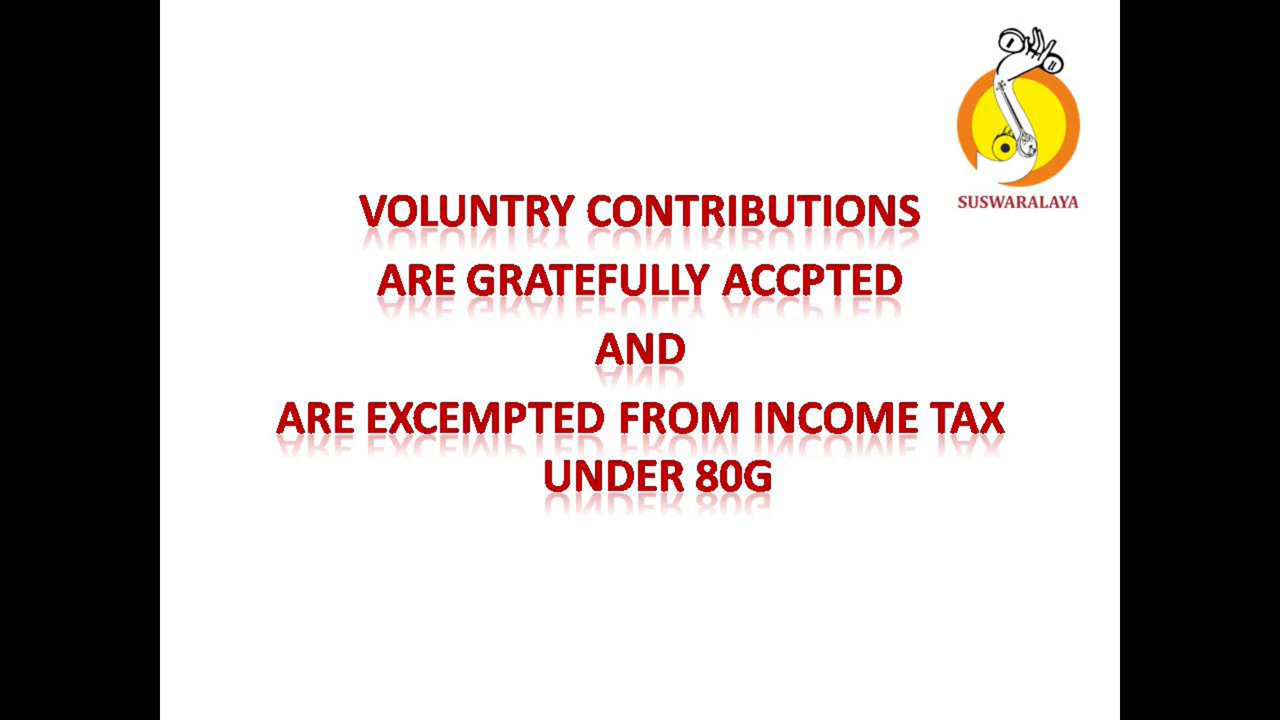 SUSWARALAYA
VOLUNTRY CONTRIBUTIONS
ARE GRATEFULLY ACCPTED
AND
ARE EXCEMPTED FROM INCOME TAX
UNDER 80G